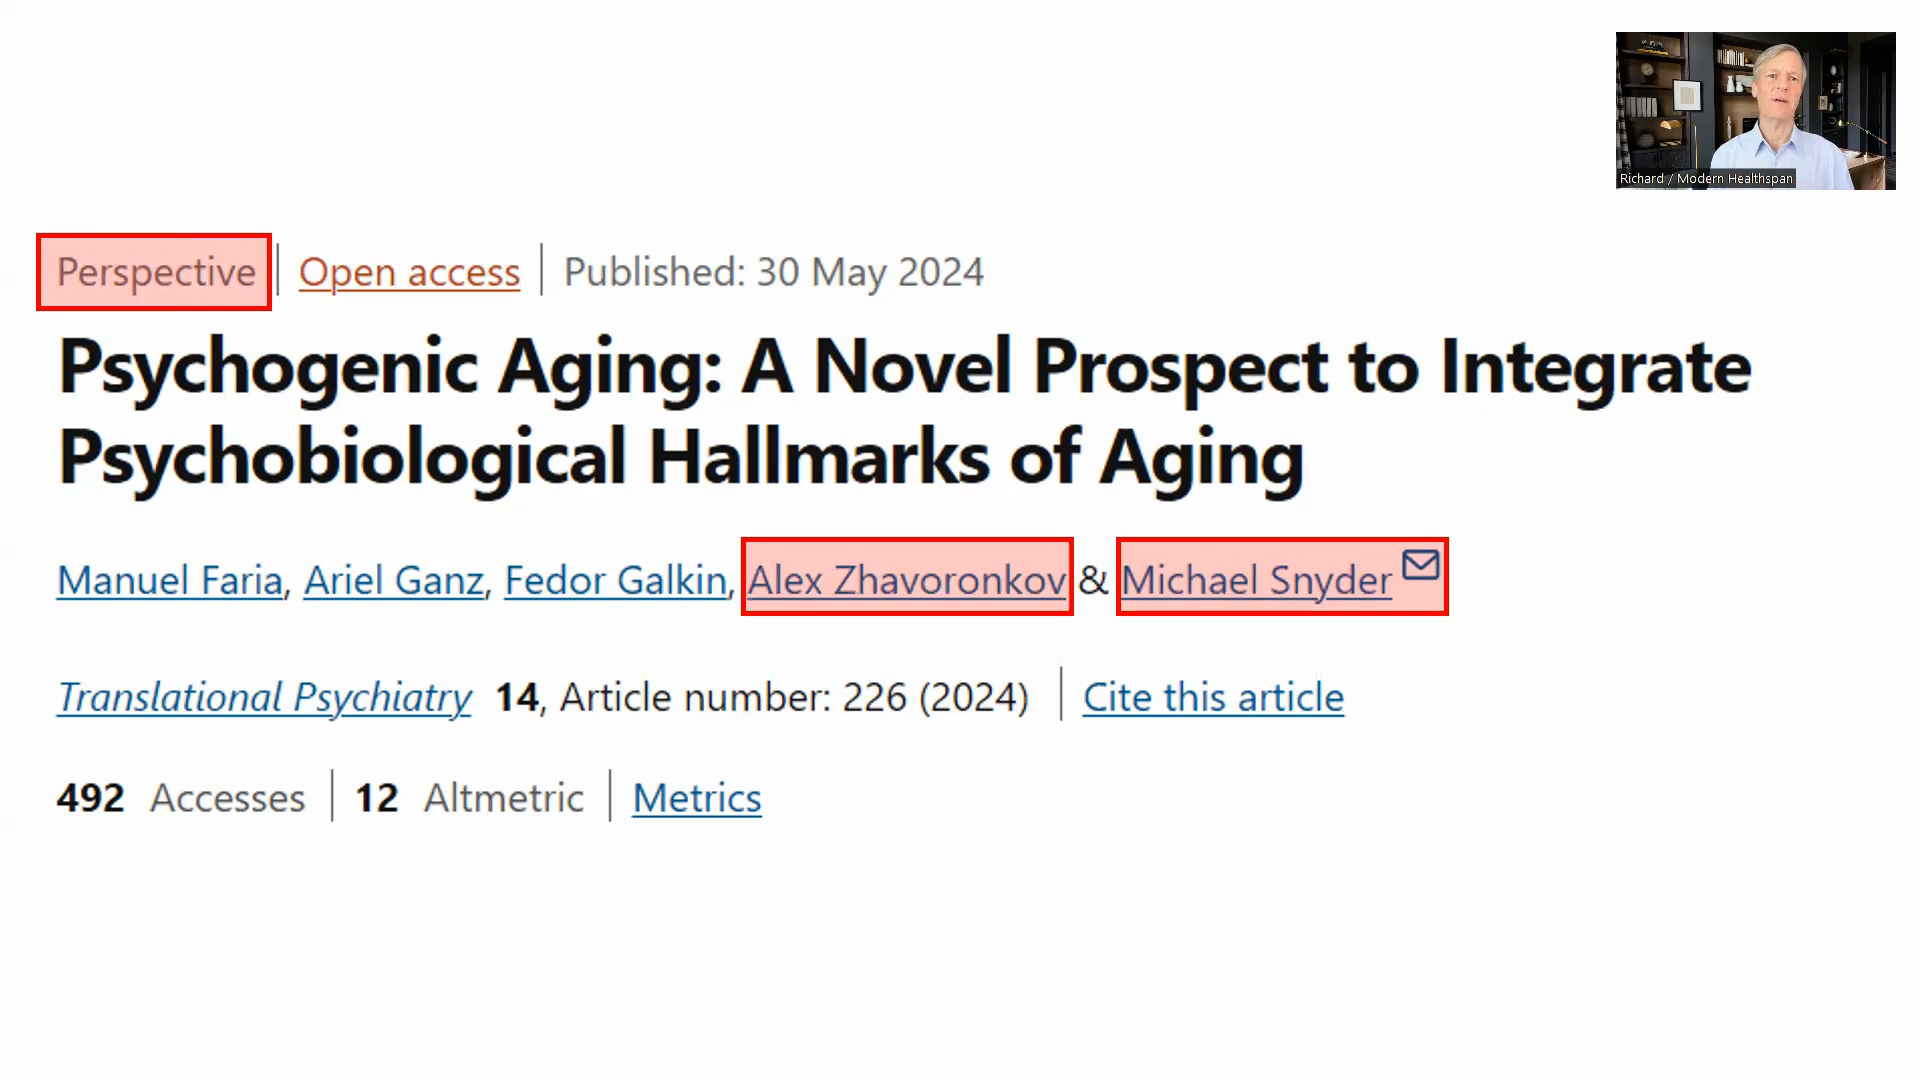 Richard / Modern Healthspan
Perspective | Open access | Published: 30 May 2024
Psychogenic Aging: A Novel Prospect to Integrate
Psychobiological Hallmarks of Aging
Manuel Faria, Ariel Ganz, Fedor Galkin, Alex Zhavoronkov & Michael Snyder
Translational Psychiatry 14, Article number: 226 (2024) | Cite this article
492 Accesses | 12 Altmetric | Metrics